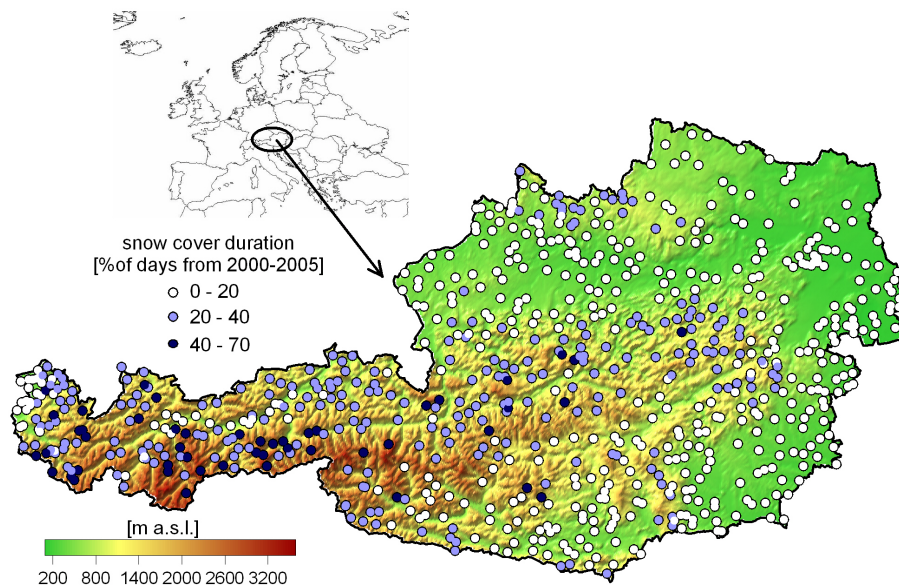 snow cover duration
[%of days from 2000-2005]
0 - 20
20 - 40
40 - 70
[m a.s.l.]
200 800 1400 2000 2600 3200